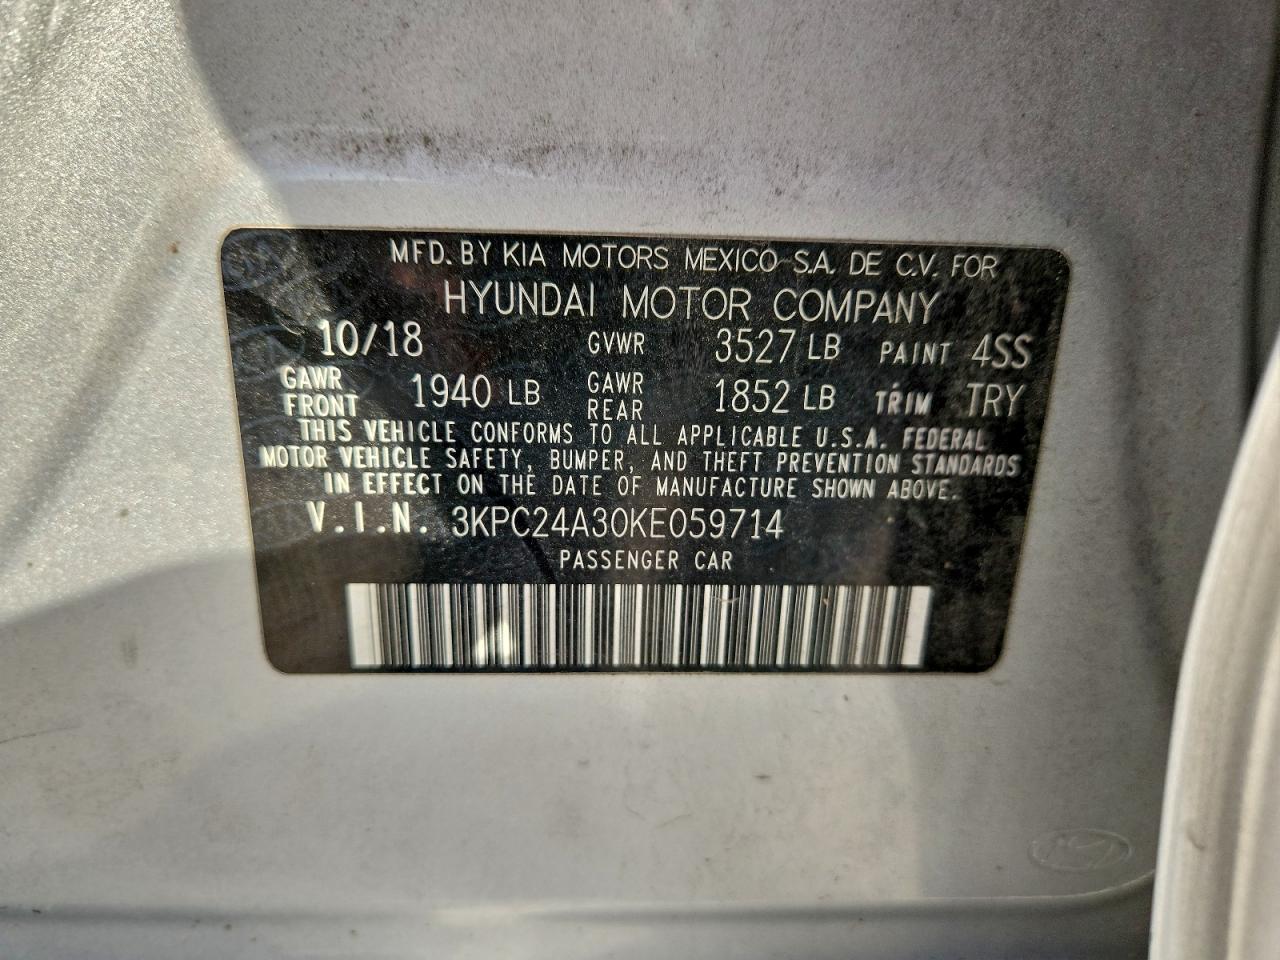 MFD. BY KIA MOTORS MEXICO S.A. DE C.V. FOR
HYUNDAI MOTOR COMPANY
10/18 GVWR 3527 LB PAINT 4SS
GAWR FRONT 1940 LB GAWR REAR 1852 LB TRIM TRY
THIS VEHICLE CONFORMS TO ALL APPLICABLE U.S.A. FEDERAL
MOTOR VEHICLE SAFETY, BUMPER, AND THEFT PREVENTION STANDARDS
IN EFFECT ON THE DATE OF MANUFACTURE SHOWN ABOVE.
V.I.N. 3KPC24A30KE059714
PASSENGER CAR